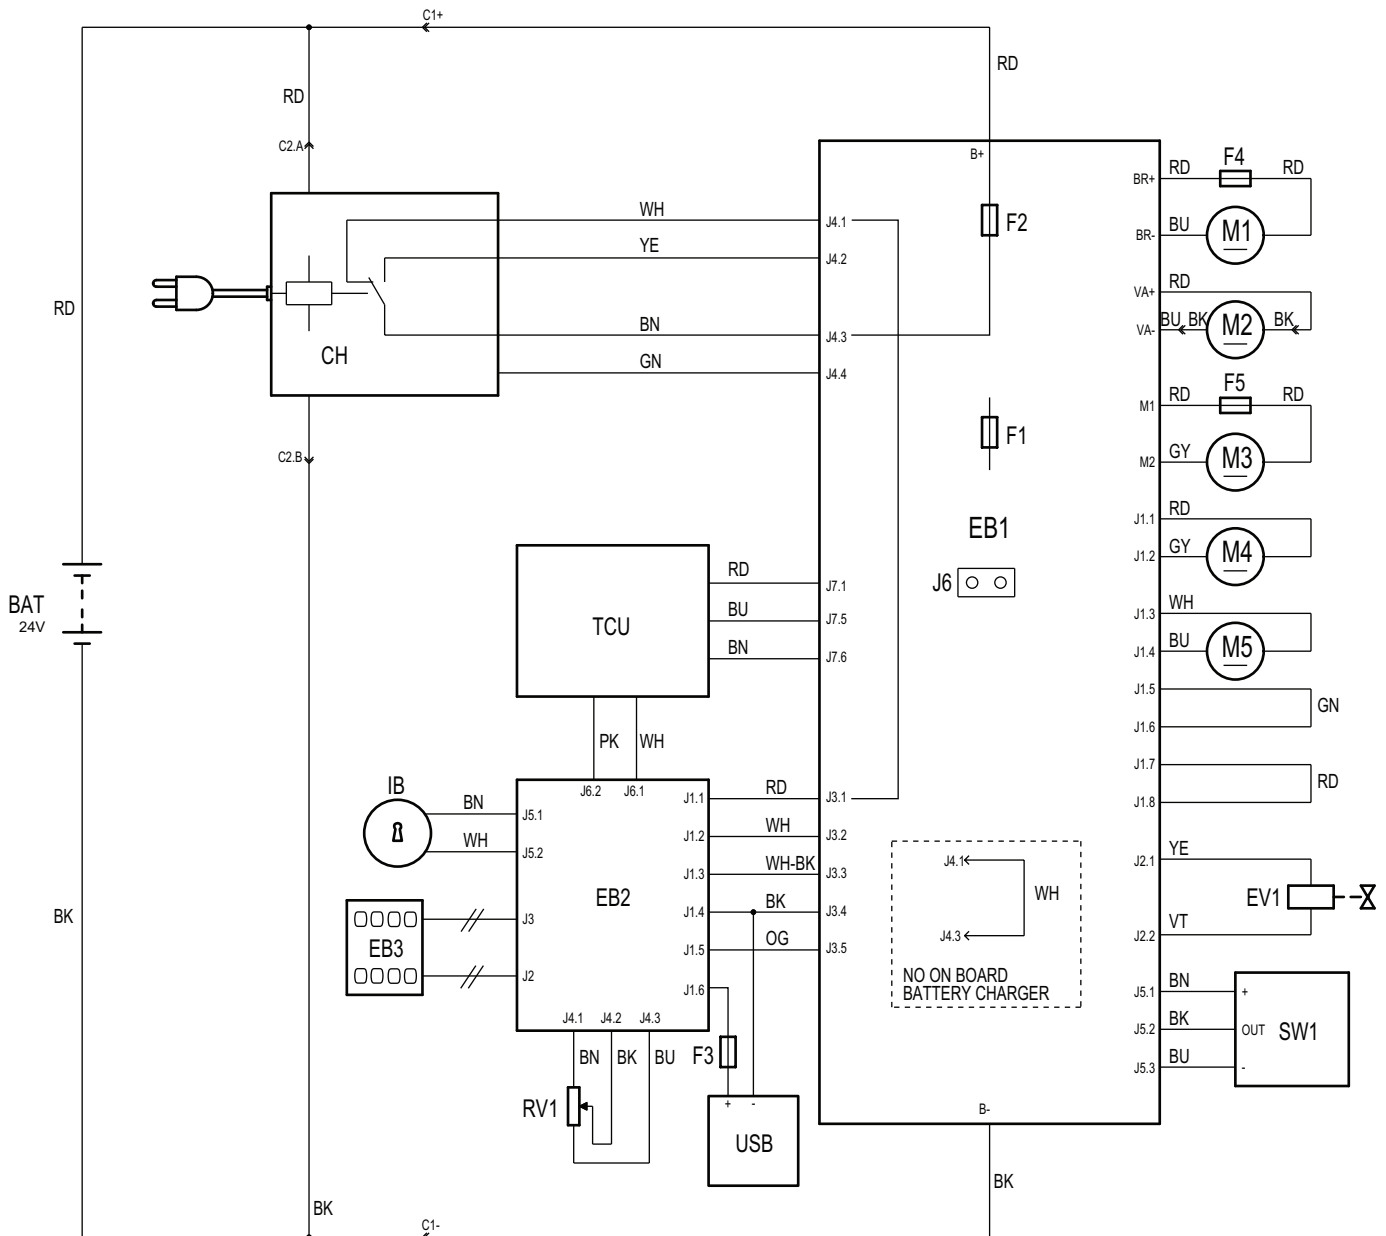 C1+
RD
RD
C2.A
B+
BR+
RD
F4
RD
WH
J4.1
F2
BR-
BU
M1
YE
J4.2
VA+
RD
RD
BN
J4.3
VA-
BU
BK
M2
BK
CH
GN
J4.4
F5
M1
RD
RD
C2.B
F1
M2
GY
M3
J1.1
RD
EB1
J1.2
GY
M4
RD
J7.1
J6
BAT
24V
TCU
BU
J7.5
J1.3
WH
BN
J7.6
J1.4
BU
M5
J1.5
GN
J1.6
PK
WH
J1.7
RD
J1.8
IB
J6.2
J6.1
J1.1
RD
J3.1
BN
J5.1
WH
J5.2
J1.2
WH
J3.2
J1.3
WH-BK
J3.3
J4.1
WH
J4.3
NO ON BOARD
BATTERY CHARGER
J2.1
YE
EV1
J2.2
VT
EB2
BK
J1.4
BK
J3.4
EB3
J3
J1.5
OG
J3.5
J2
J1.6
J5.1
BN
+
J4.1
J4.2
J4.3
J5.2
BK
OUT
SW1
BN
BK
BU
F3
J5.3
BU
-
RV1
+
-
USB
B-
BK
BK
C1-